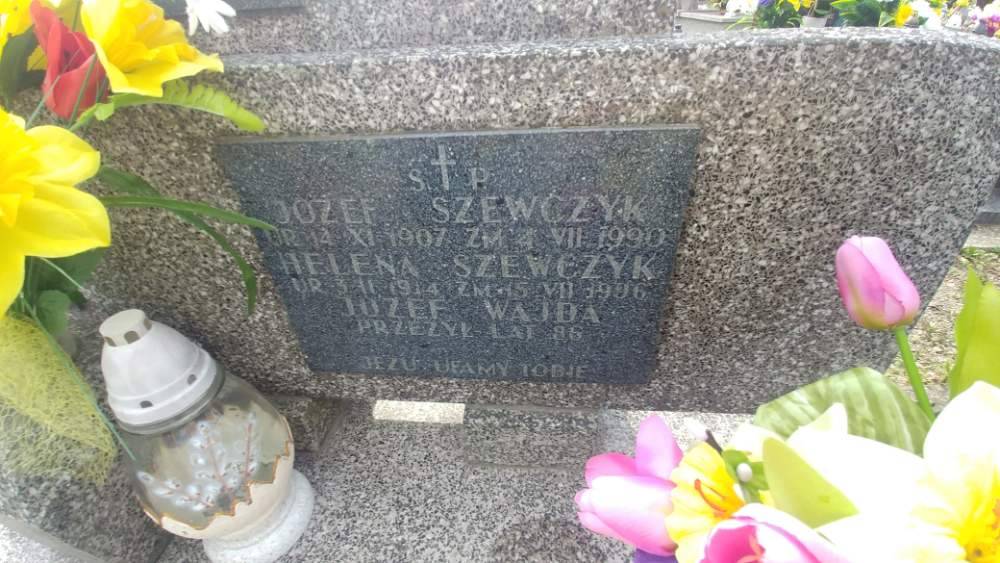 S P
JÓZEF SZEWCZYK
UR 14 XI 1907 ZM 4 VII 1990
HELENA SZEWCZYK
UR 3 II 1914 ZM 15 VII 1996
JÓZEF WAJDA
PRZEŻYŁ LAT 86
JEZU UFAMY TOBIE